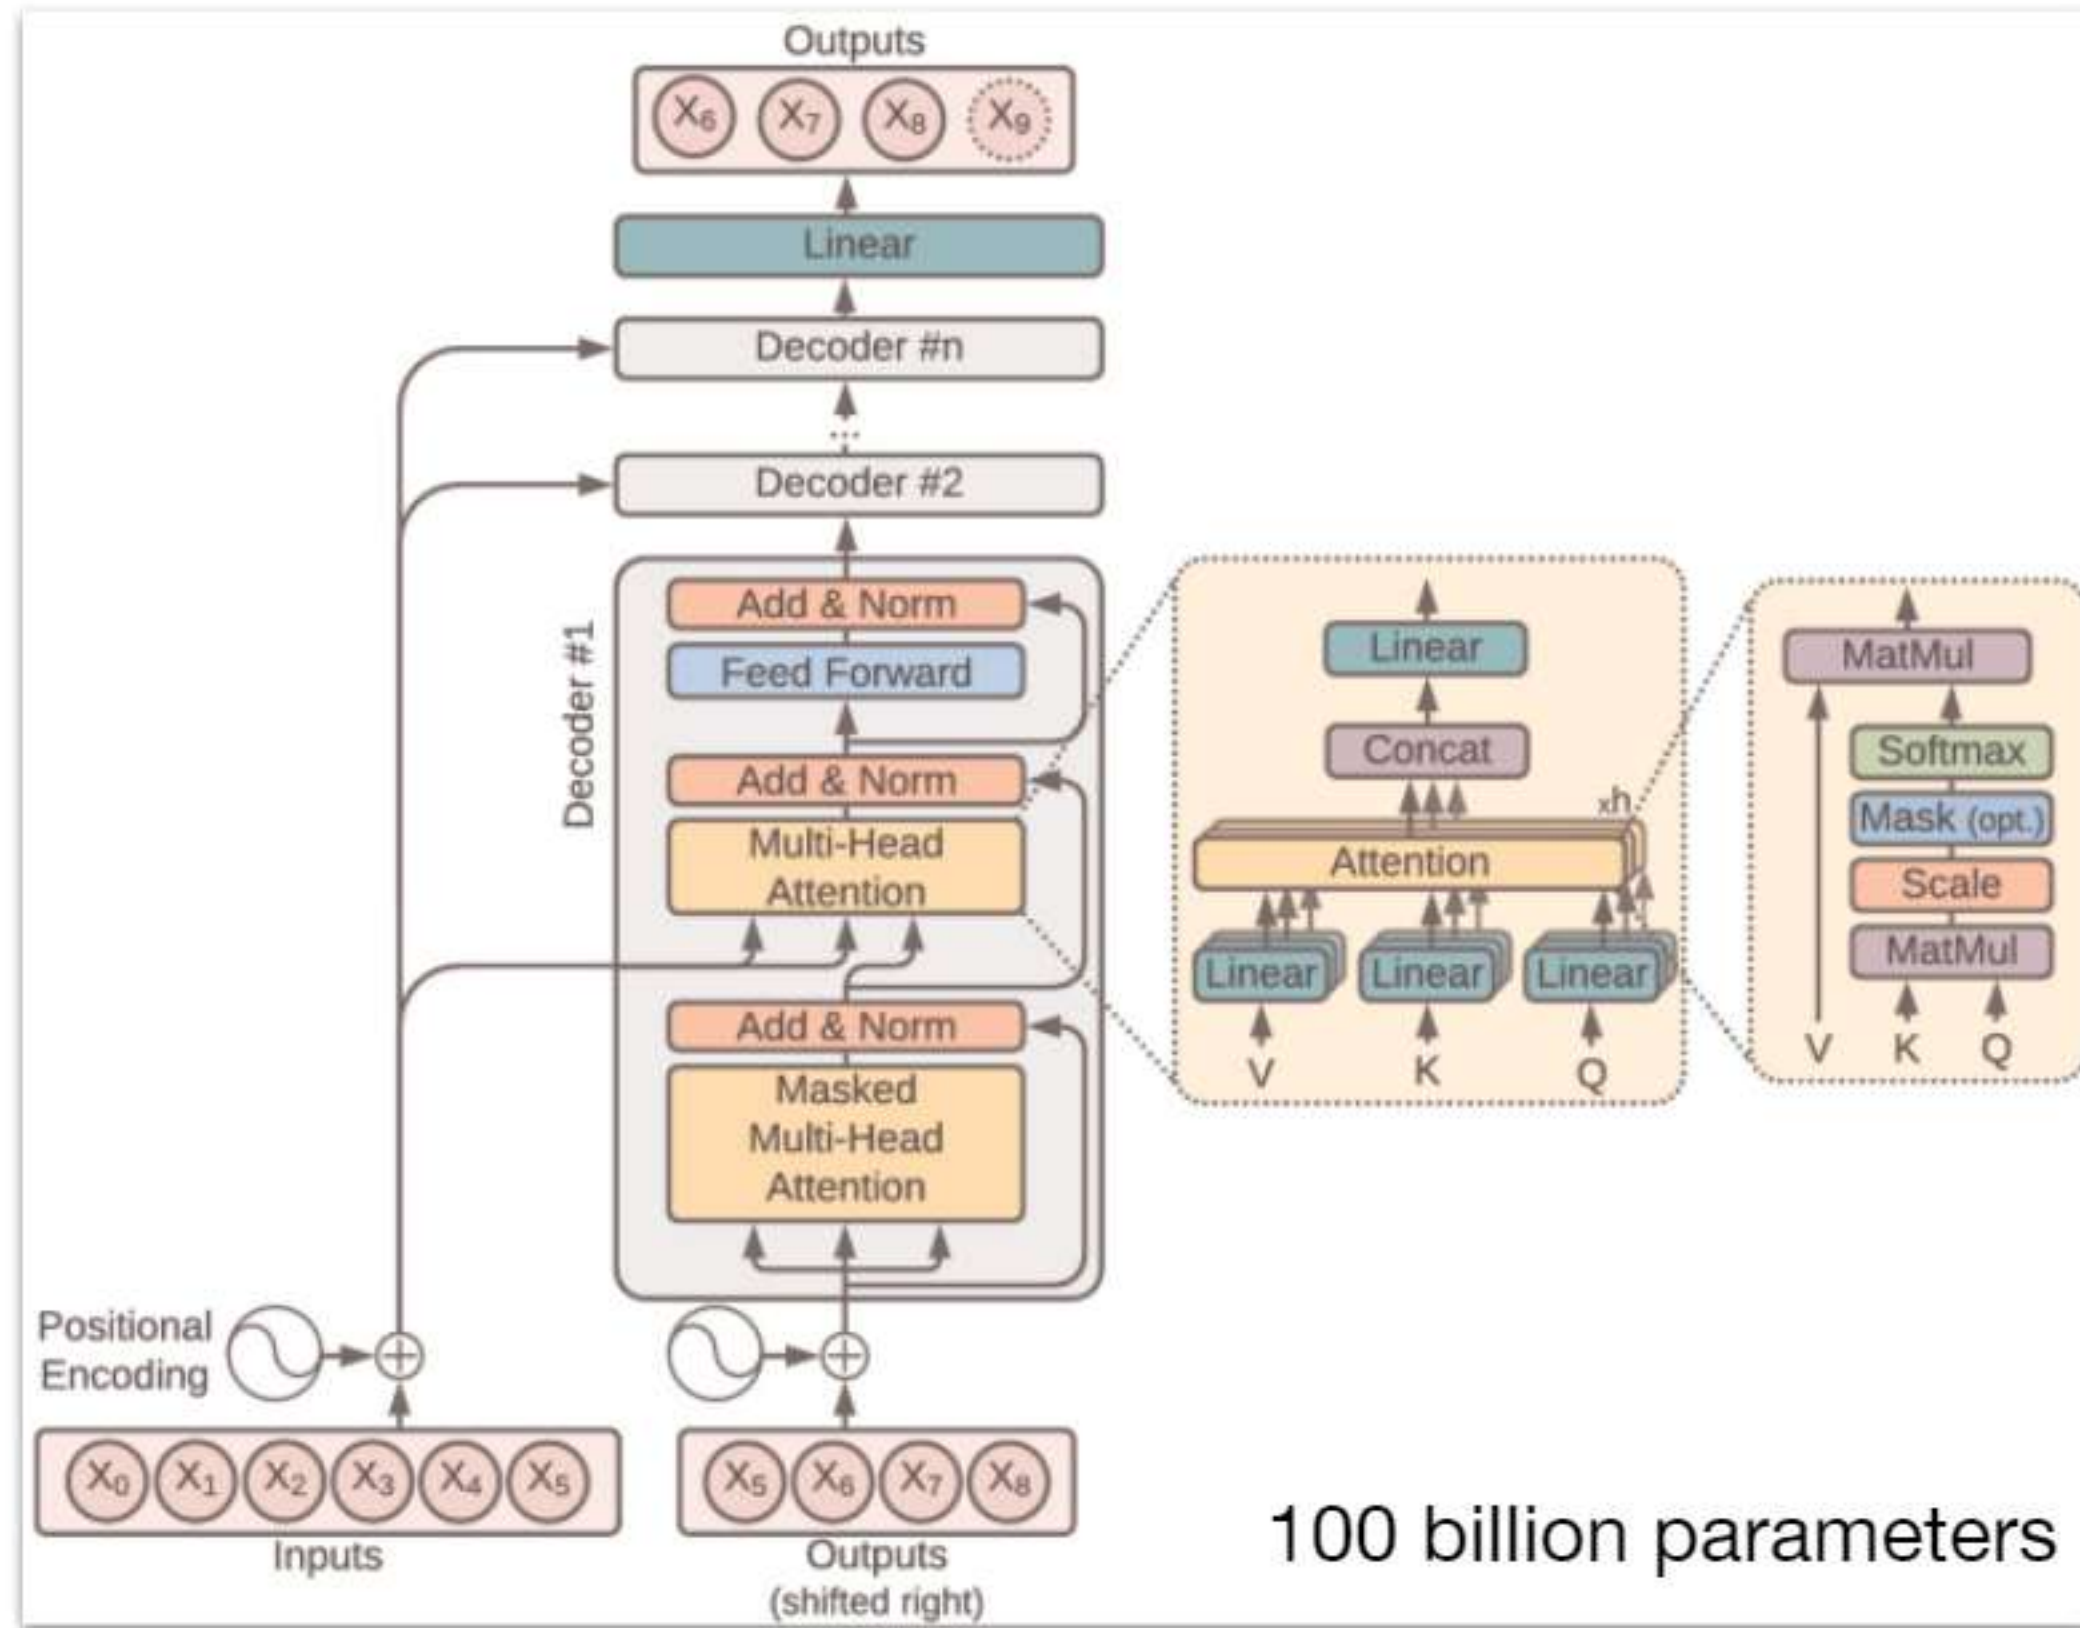 Outputs
X6 X7 X8 X9
Linear
Decoder #n
...
Decoder #2
Decoder #1
Add & Norm
Feed Forward
Add & Norm
Multi-Head
Attention
Add & Norm
Masked
Multi-Head
Attention
Linear
Concat
xh
Attention
Linear Linear Linear
V K Q
MatMul
Softmax
Mask (opt.)
Scale
MatMul
V K Q
Positional
Encoding
X0 X1 X2 X3 X4 X5
Inputs
X5 X6 X7 X8
Outputs
(shifted right)
100 billion parameters